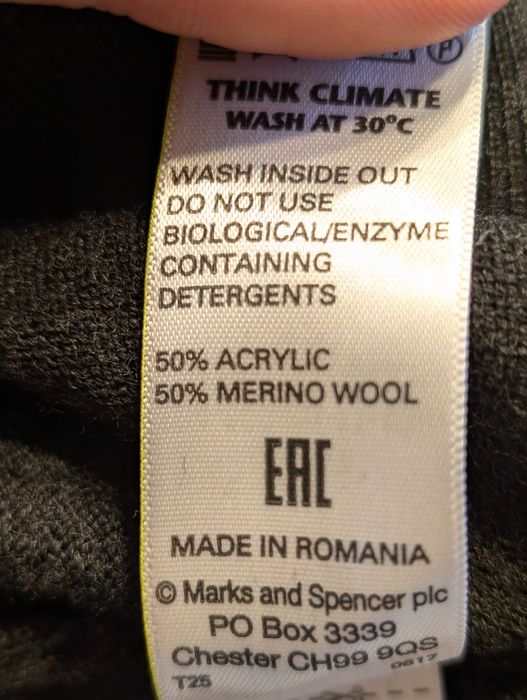 P
THINK CLIMATE
WASH AT 30°C
WASH INSIDE OUT
DO NOT USE
BIOLOGICAL/ENZYME
CONTAINING
DETERGENTS
50% ACRYLIC
50% MERINO WOOL
EAC
MADE IN ROMANIA
© Marks and Spencer plc
PO Box 3339
Chester CH99 9QS
0617
T25